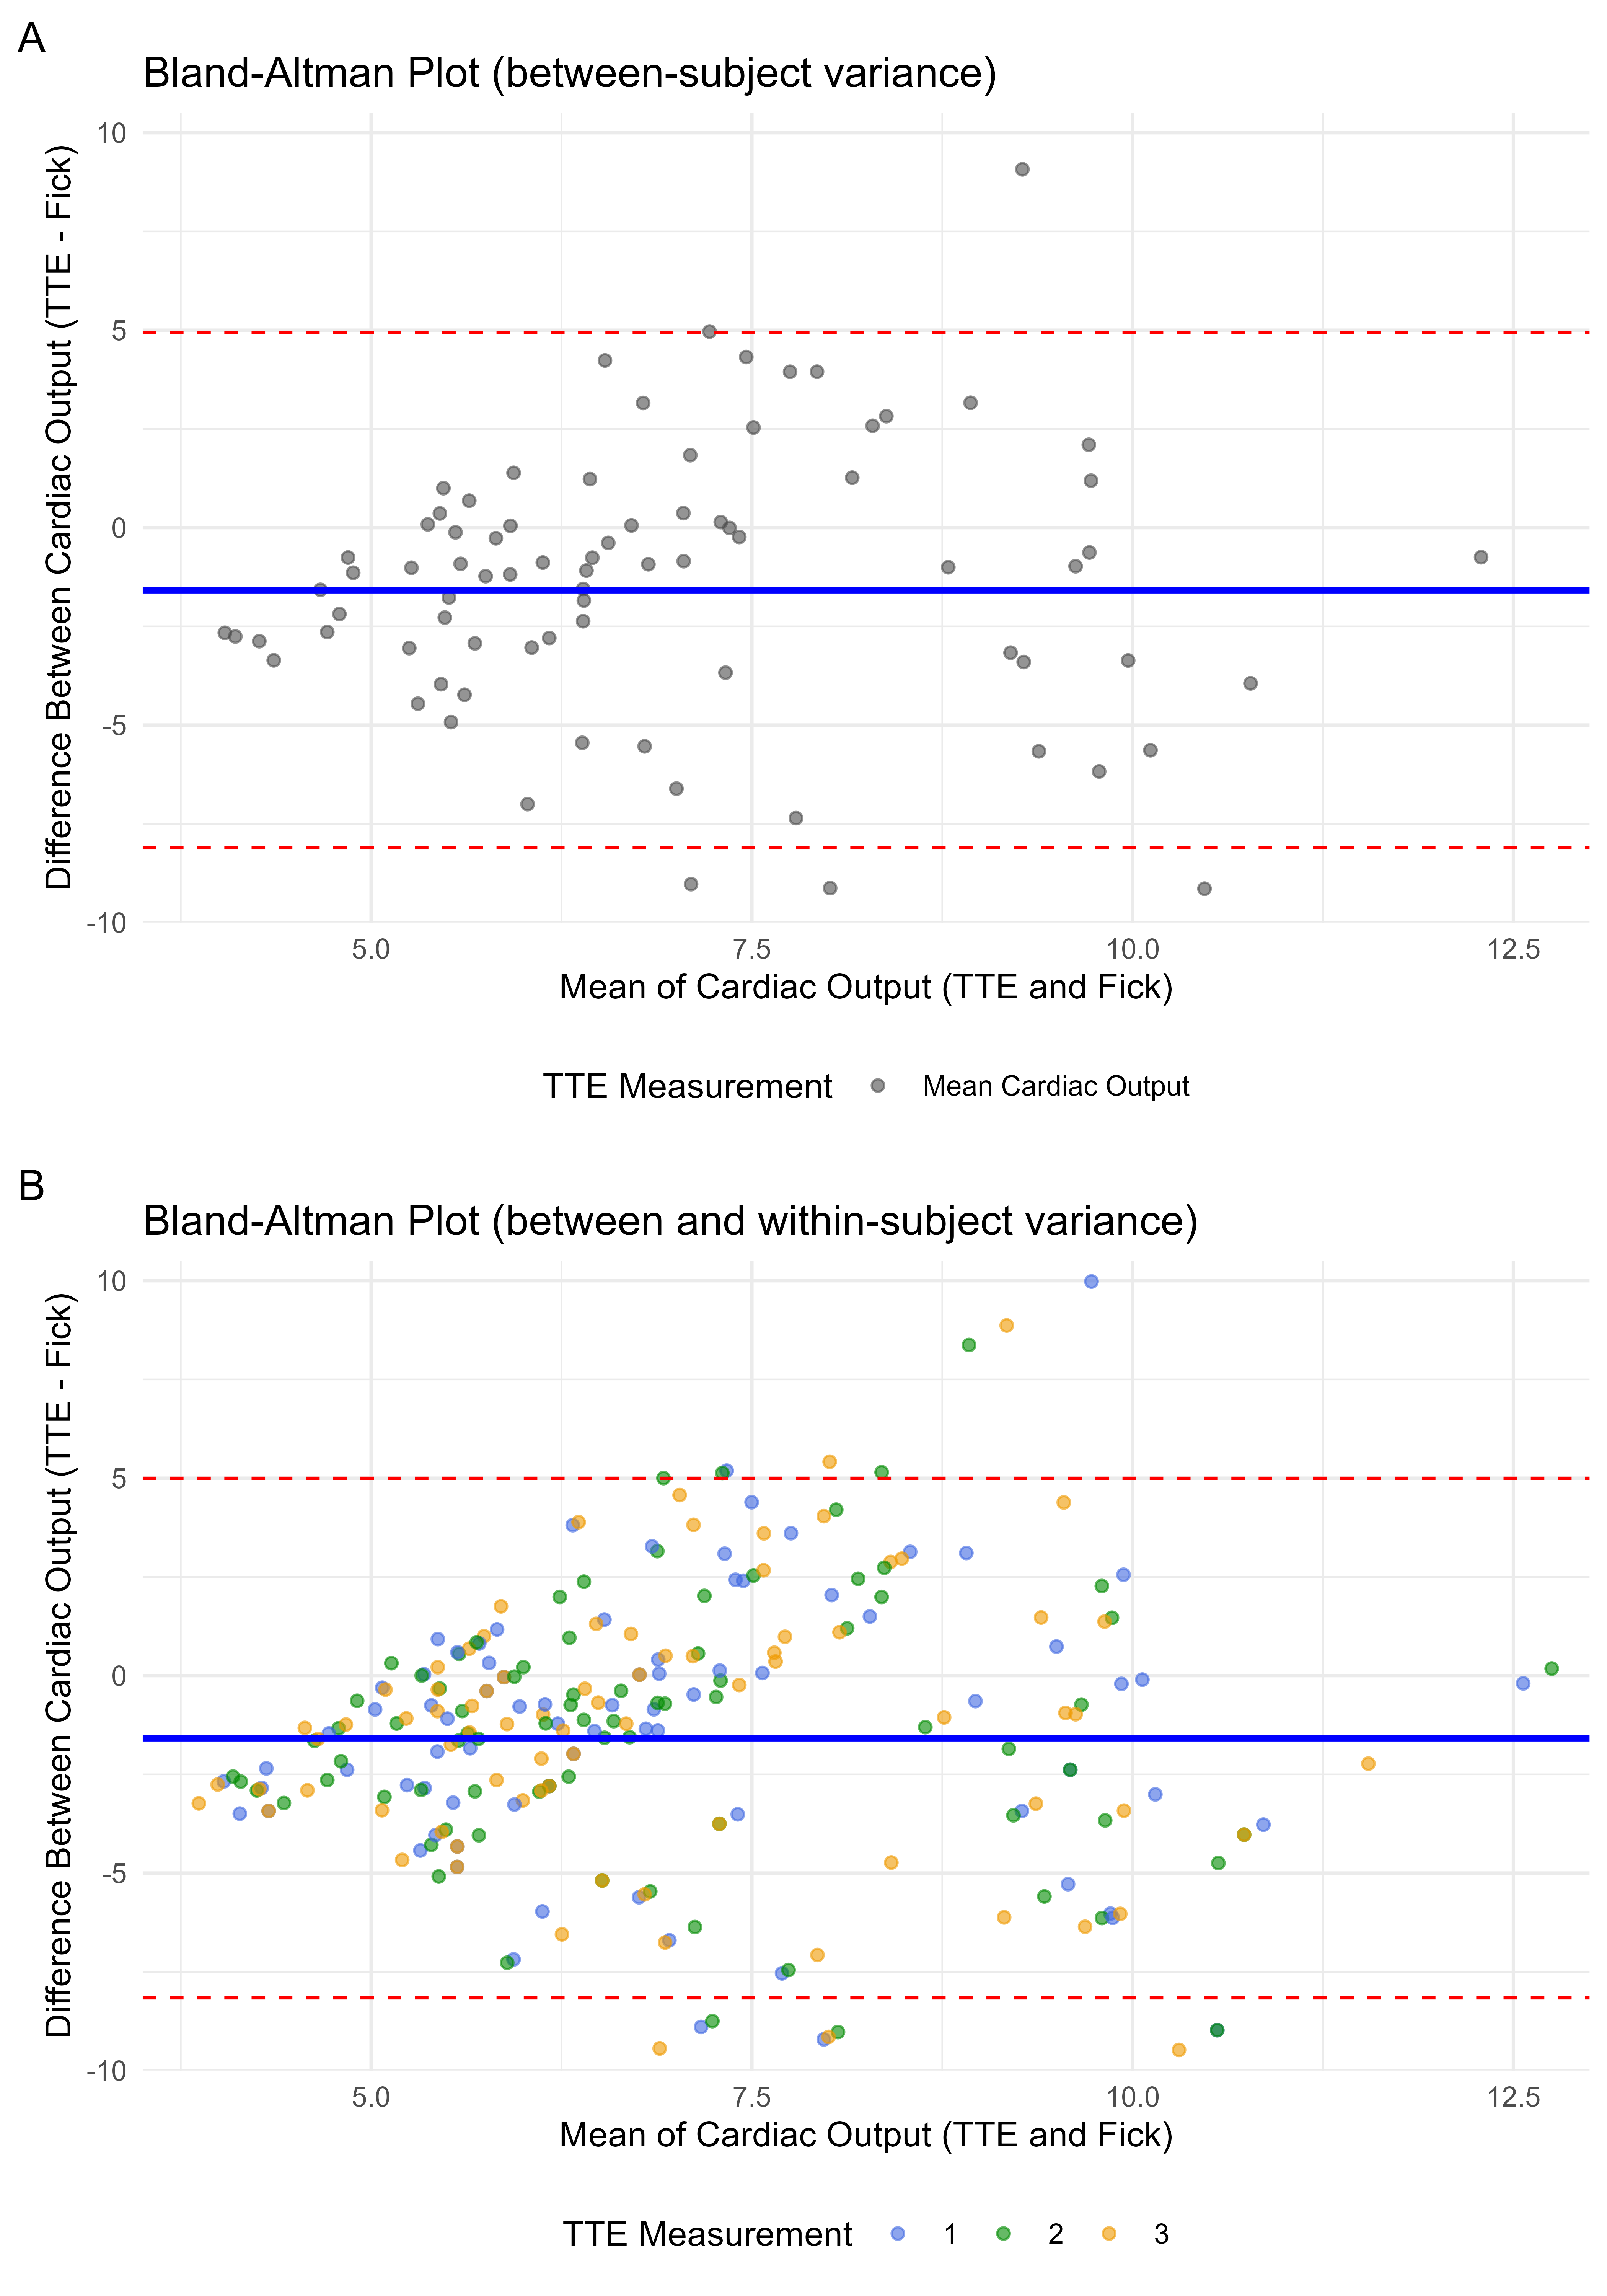 A
Bland-Altman Plot (between-subject variance)
Difference Between Cardiac Output (TTE - Fick)
10
5
0
-5
-10
5.0 7.5 10.0 12.5
Mean of Cardiac Output (TTE and Fick)
TTE Measurement Mean Cardiac Output
B
Bland-Altman Plot (between and within-subject variance)
Difference Between Cardiac Output (TTE - Fick)
10
5
0
-5
-10
5.0 7.5 10.0 12.5
Mean of Cardiac Output (TTE and Fick)
TTE Measurement 1 2 3